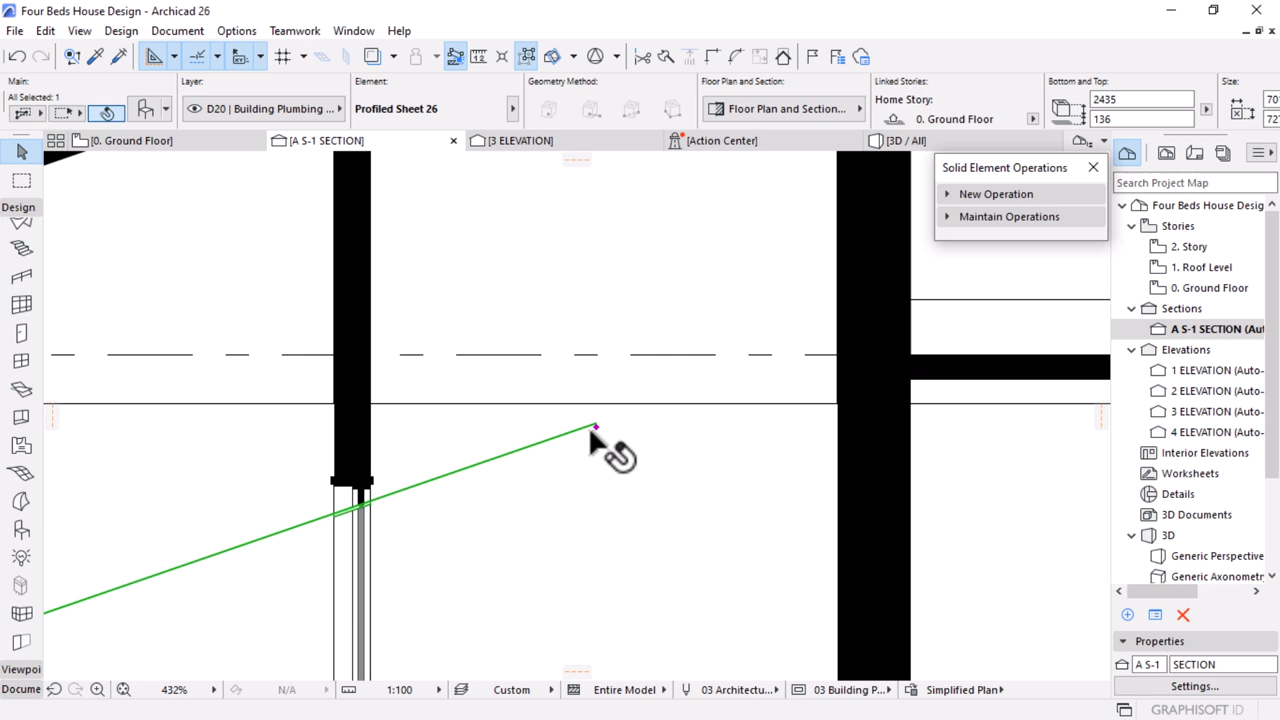 Four Beds House Design - Archicad 26
File Edit View Design Document Options Teamwork Window Help
Main:
All Selected: 1
Layer:
D20 | Building Plumbing ...
Element:
Profiled Sheet 26
Geometry Method:
Floor Plan and Section:
Floor Plan and Section...
Linked Stories:
Home Story:
0. Ground Floor
Bottom and Top:
2435
136
Size:
[0. Ground Floor] [A S-1 SECTION] [3 ELEVATION] [Action Center] [3D / All]
Design
Viewpoi
Docume
Solid Element Operations
New Operation
Maintain Operations
Search Project Map
Four Beds House Desig
Stories
2. Story
1. Roof Level
0. Ground Floor
Sections
A S-1 SECTION (Aut
Elevations
1 ELEVATION (Auto-
2 ELEVATION (Auto-
3 ELEVATION (Auto-
4 ELEVATION (Auto-
Interior Elevations
Worksheets
Details
3D Documents
3D
Generic Perspective
Generic Axonometr
Properties
A S-1 SECTION
Settings...
432% N/A 1:100 Custom Entire Model 03 Architectu... 03 Building P... Simplified Plan
GRAPHISOFT ID